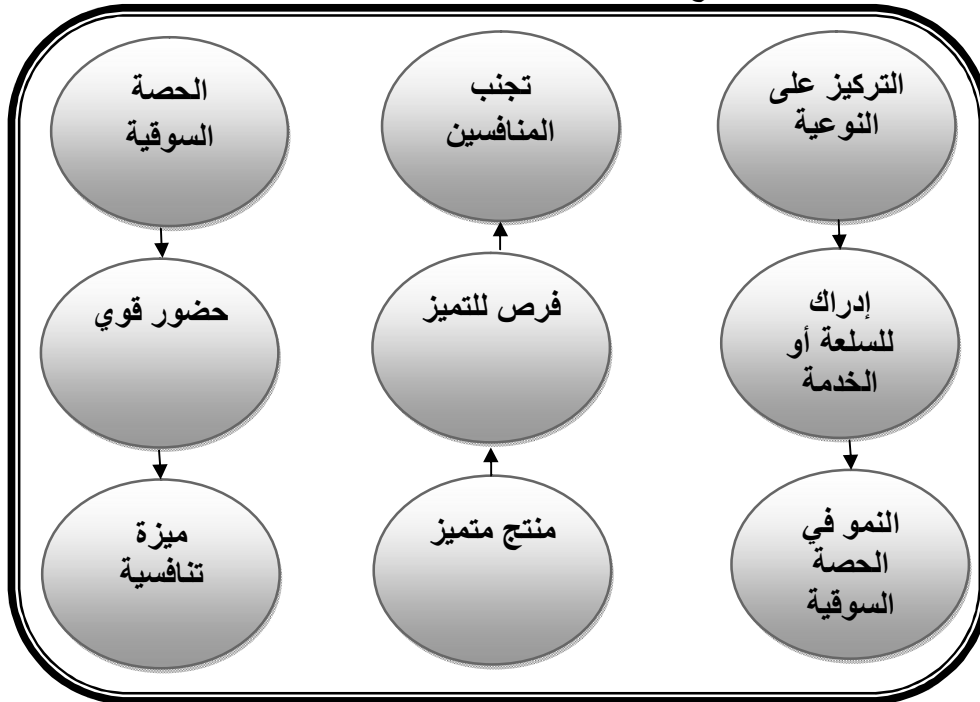 التركيز على
النوعية
تجنب
المنافسين
الحصة
السوقية
إدراك
للسلعة أو
الخدمة
فرص للتميز
حضور قوي
النمو في
الحصة
السوقية
منتج متميز
ميزة
تنافسية